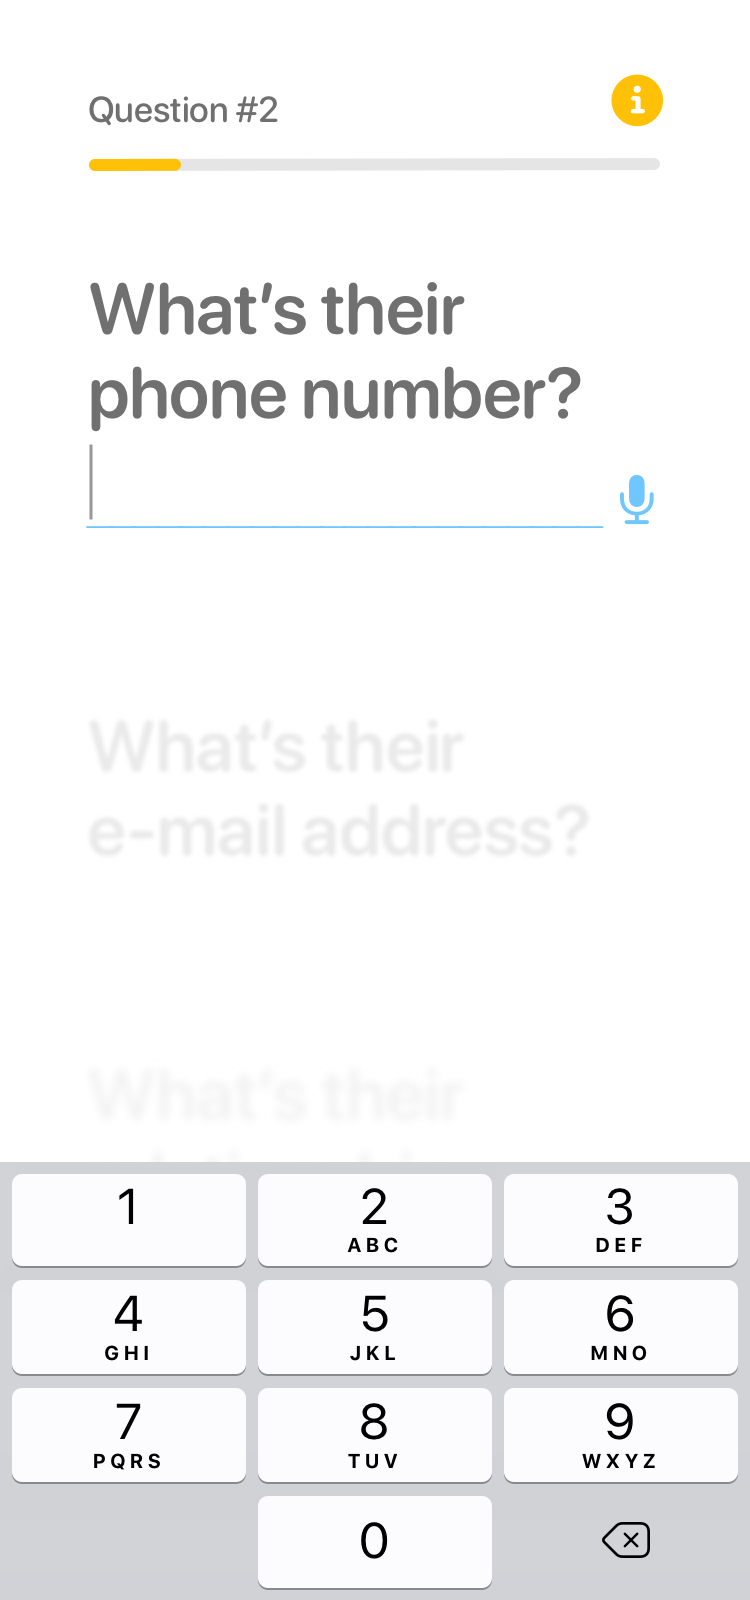 Question #2
What's their
phone number?
What's their
e-mail address?
What's their
1
2
3
ABC
DEF
4
5
6
GHI
JKL
MNO
7
8
9
PQRS
TUV
WXYZ
0